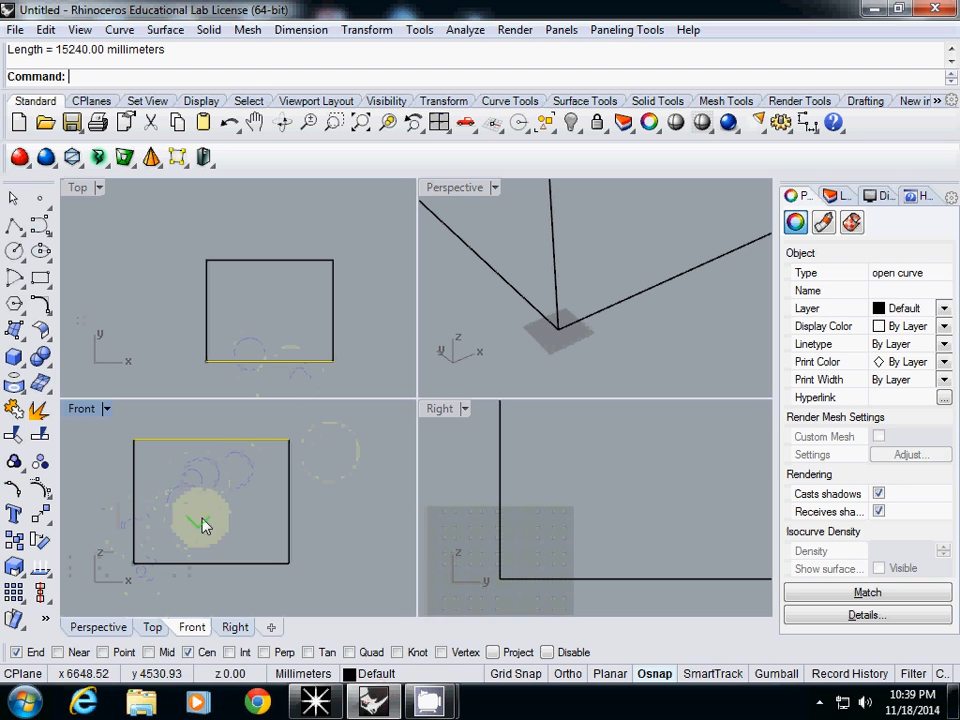 Untitled - Rhinoceros Educational Lab License (64-bit)
File Edit View Curve Surface Solid Mesh Dimension Transform Tools Analyze Render Panels Paneling Tools Help
Length = 15240.00 millimeters
Command:
Standard CPlanes Set View Display Select Viewport Layout Visibility Transform Curve Tools Surface Tools Solid Tools Mesh Tools Render Tools Drafting New in »
Top Perspective
P... L... Di... H...
Object
Type open curve
Name
Layer Default
Display Color By Layer
Linetype By Layer
Print Color By Layer
Print Width By Layer
Hyperlink ...
y x
y z x
Front Right
Render Mesh Settings
Custom Mesh
Settings Adjust...
Rendering
Casts shadows
Receives sha...
Isocurve Density
Density
Show surface... Visible
z x
z y
Match
Details...
Perspective Top Front Right
End Near Point Mid Cen Int Perp Tan Quad Knot Vertex Project Disable
CPlane x 6648.52 y 4530.93 z 0.00 Millimeters Default Grid Snap Ortho Planar Osnap SmartTrack Gumball Record History Filter C..
10:39 PM
11/18/2014